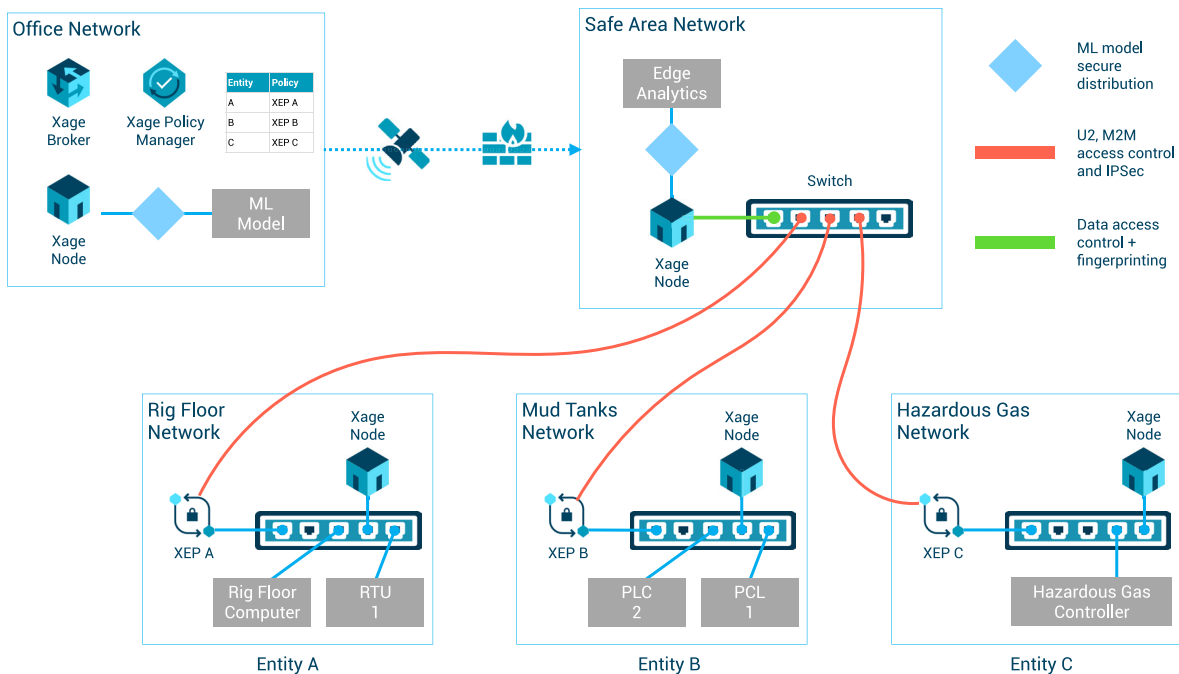 Office Network
Xage
Broker
Xage Policy
Manager
Entity Policy
A XEP A
B XEP B
C XEP C
Xage
Node
ML
Model
Safe Area Network
Edge
Analytics
Switch
Xage
Node
ML model
secure
distribution
U2, M2M
access control
and IPSec
Data access
control +
fingerprinting
Rig Floor
Network
Xage
Node
XEP A
Rig Floor
Computer
RTU
1
Entity A
Mud Tanks
Network
Xage
Node
XEP B
PLC
2
PCL
1
Entity B
Hazardous Gas
Network
Xage
Node
XEP C
Hazardous Gas
Controller
Entity C